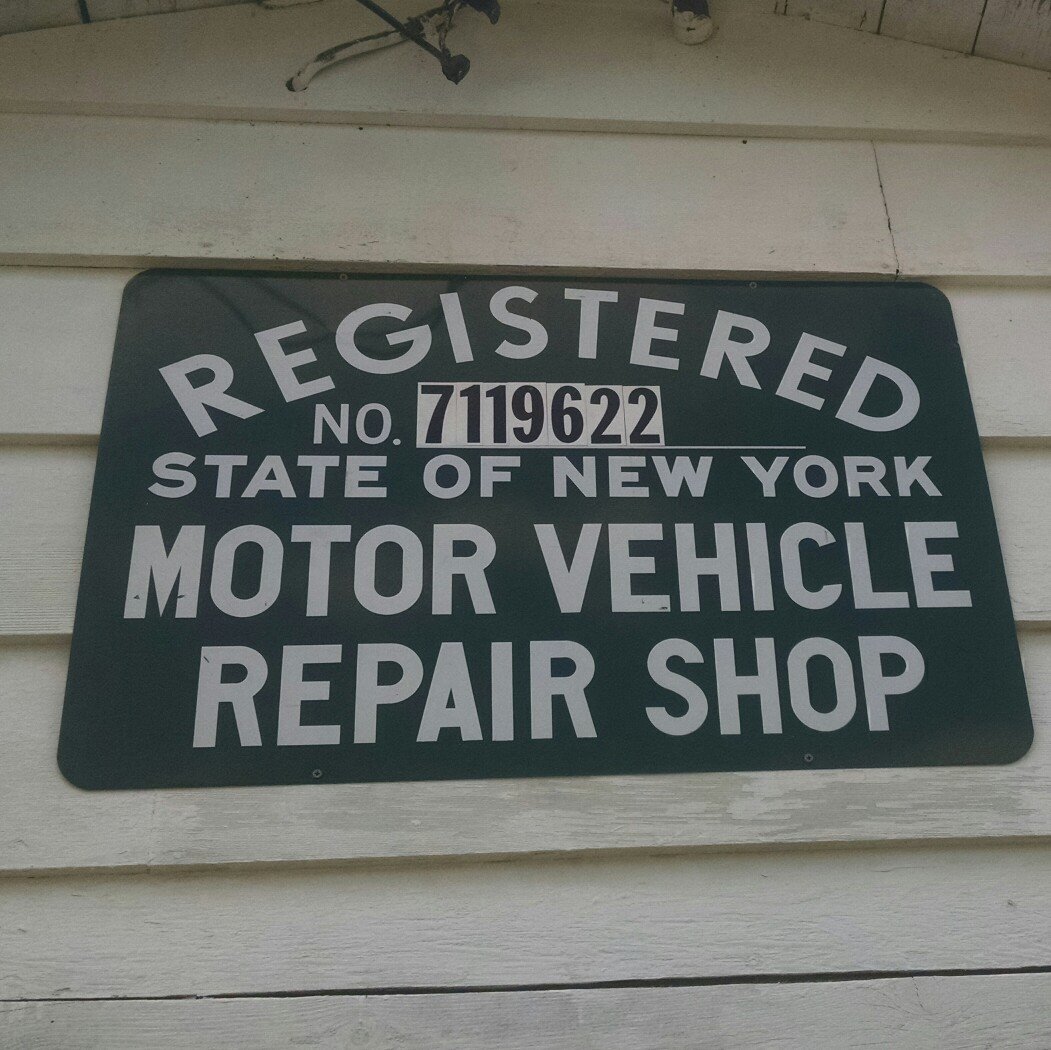 REGISTERED
NO. 7119622
STATE OF NEW YORK
MOTOR VEHICLE
REPAIR SHOP